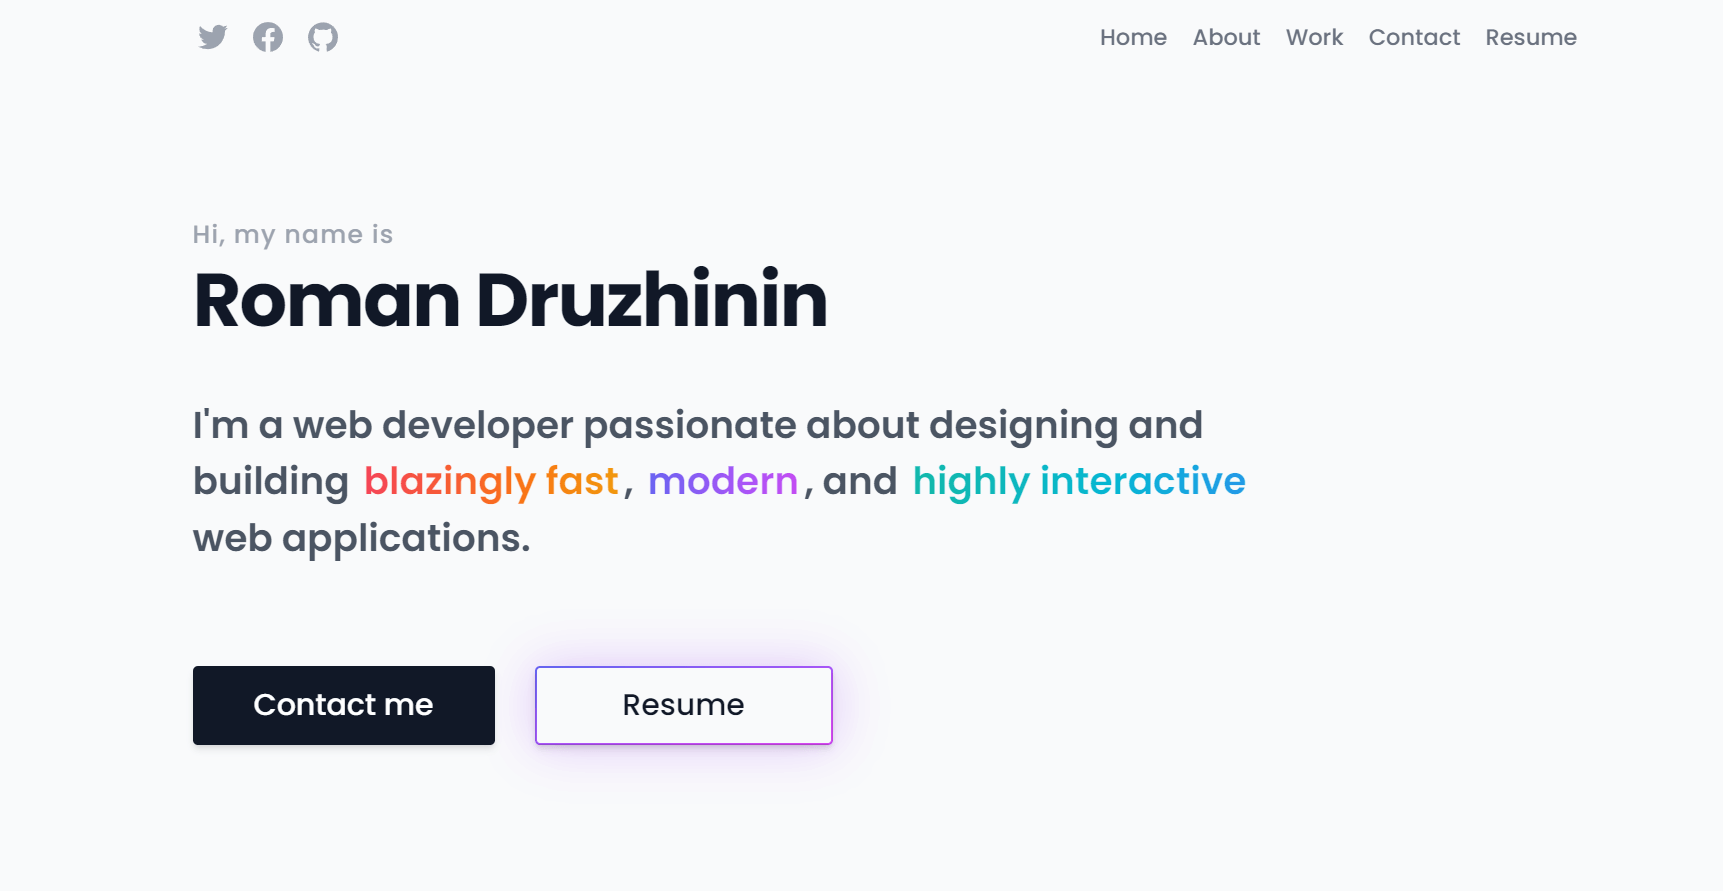 Home About Work Contact Resume
Hi, my name is
Roman Druzhinin
I'm a web developer passionate about designing and
building blazingly fast, modern, and highly interactive
web applications.
Contact me
Resume